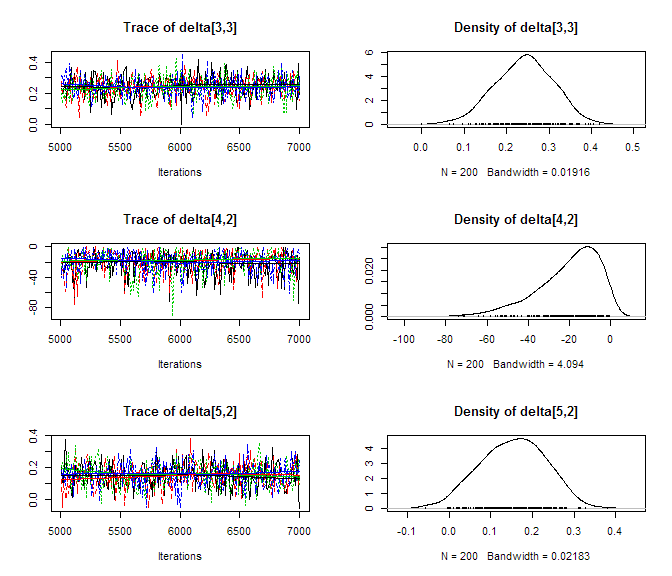 Trace of delta[3,3]
0.0 0.2 0.4
5000 5500 6000 6500 7000
Iterations
Density of delta[3,3]
0 2 4 6
0.0 0.1 0.2 0.3 0.4 0.5
N = 200 Bandwidth = 0.01916
Trace of delta[4,2]
-80 -40 0
5000 5500 6000 6500 7000
Iterations
Density of delta[4,2]
0.000 0.020
-100 -80 -60 -40 -20 0
N = 200 Bandwidth = 4.094
Trace of delta[5,2]
0.0 0.2 0.4
5000 5500 6000 6500 7000
Iterations
Density of delta[5,2]
0 1 2 3 4
-0.1 0.0 0.1 0.2 0.3 0.4
N = 200 Bandwidth = 0.02183